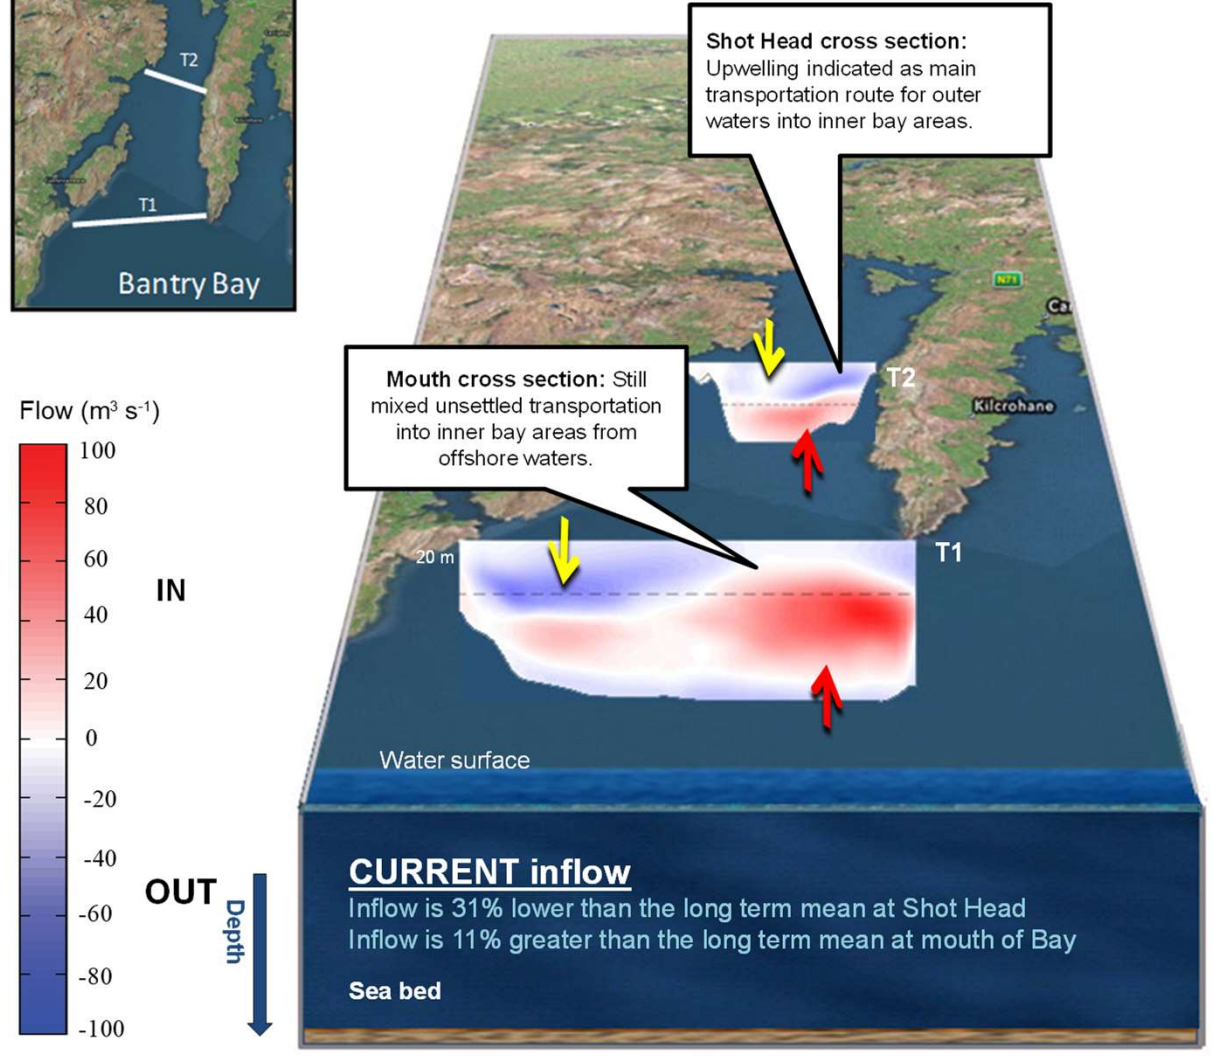 T2
T1
Bantry Bay
Shot Head cross section:
Upwelling indicated as main
transportation route for outer
waters into inner bay areas.
N71
Ca
T2
Kilcrohane
Mouth cross section: Still
mixed unsettled transportation
into inner bay areas from
offshore waters.
20 m
T1
Flow (m³ s⁻¹)
100
80
60
40
20
0
-20
-40
-60
-80
-100
IN
OUT
Depth
Water surface
CURRENT inflow
Inflow is 31% lower than the long term mean at Shot Head
Inflow is 11% greater than the long term mean at mouth of Bay
Sea bed